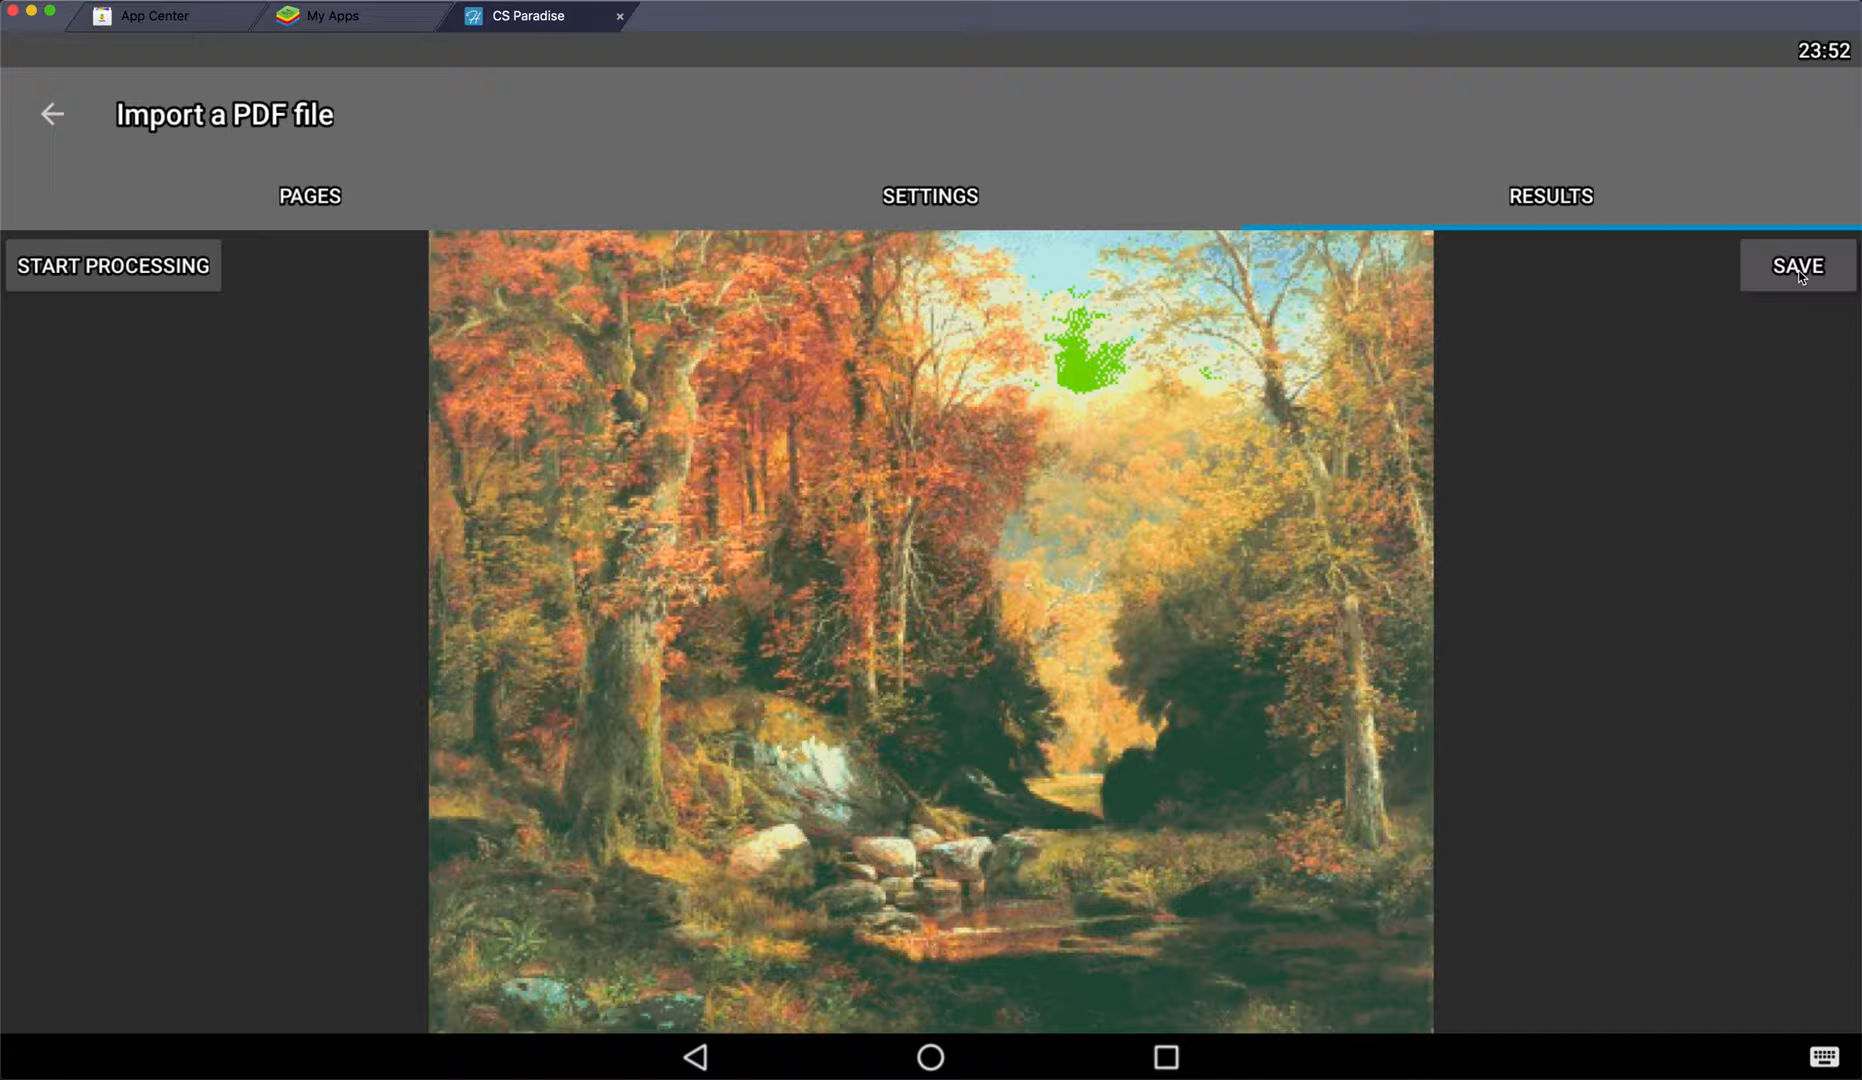 App Center
My Apps
CS Paradise
23:52
Import a PDF file
PAGES
SETTINGS
RESULTS
START PROCESSING
SAVE